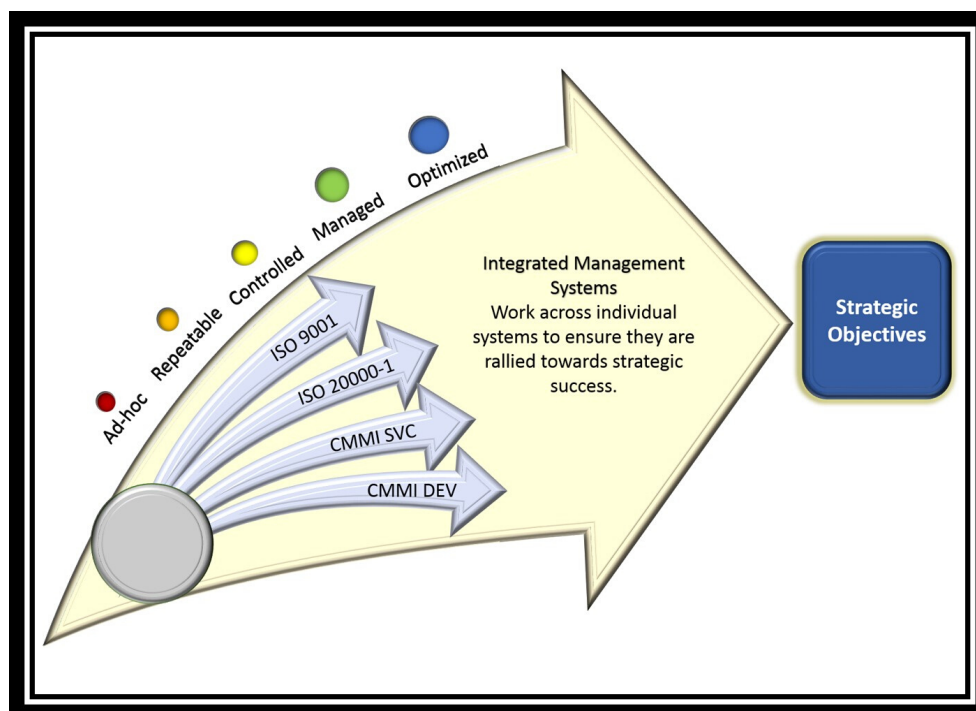 Ad-hoc
Repeatable
Controlled
Managed
Optimized
ISO 9001
ISO 20000-1
CMMI SVC
CMMI DEV
Integrated Management
Systems
Work across individual
systems to ensure they are
rallied towards strategic
success.
Strategic
Objectives